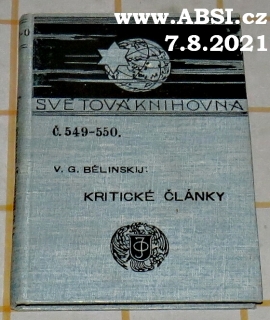 www.ABSI.cz
7.8.2021
SVĚTOVÁ KNIHOVNA
Č. 549-550.
V. G. BĚLINSKIJ:
KRITICKÉ ČLÁNKY